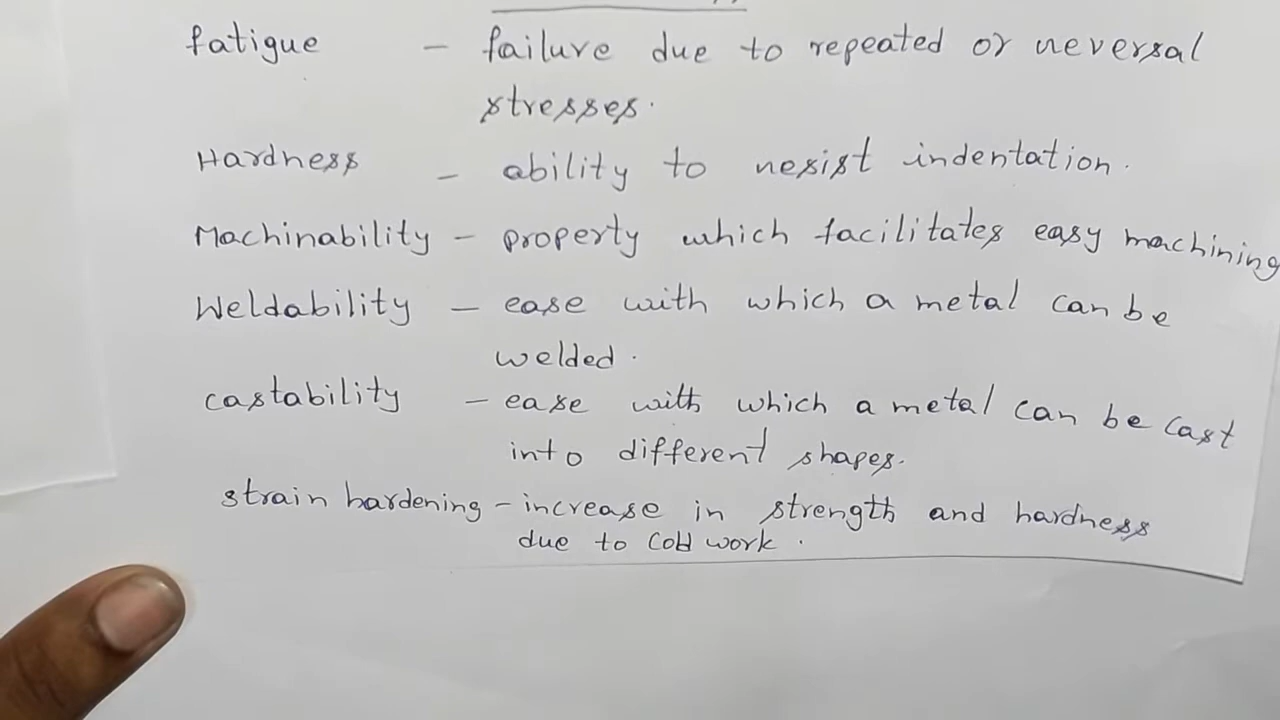 fatigue - failure due to repeated or reversal
stresses.
Hardness - ability to resist indentation.
Machinability - property which facilitates easy machining
Weldability - ease with which a metal can be
welded.
castability - ease with which a metal can be cast
into different shapes.
strain hardening - increase in strength and hardness
due to cold work.